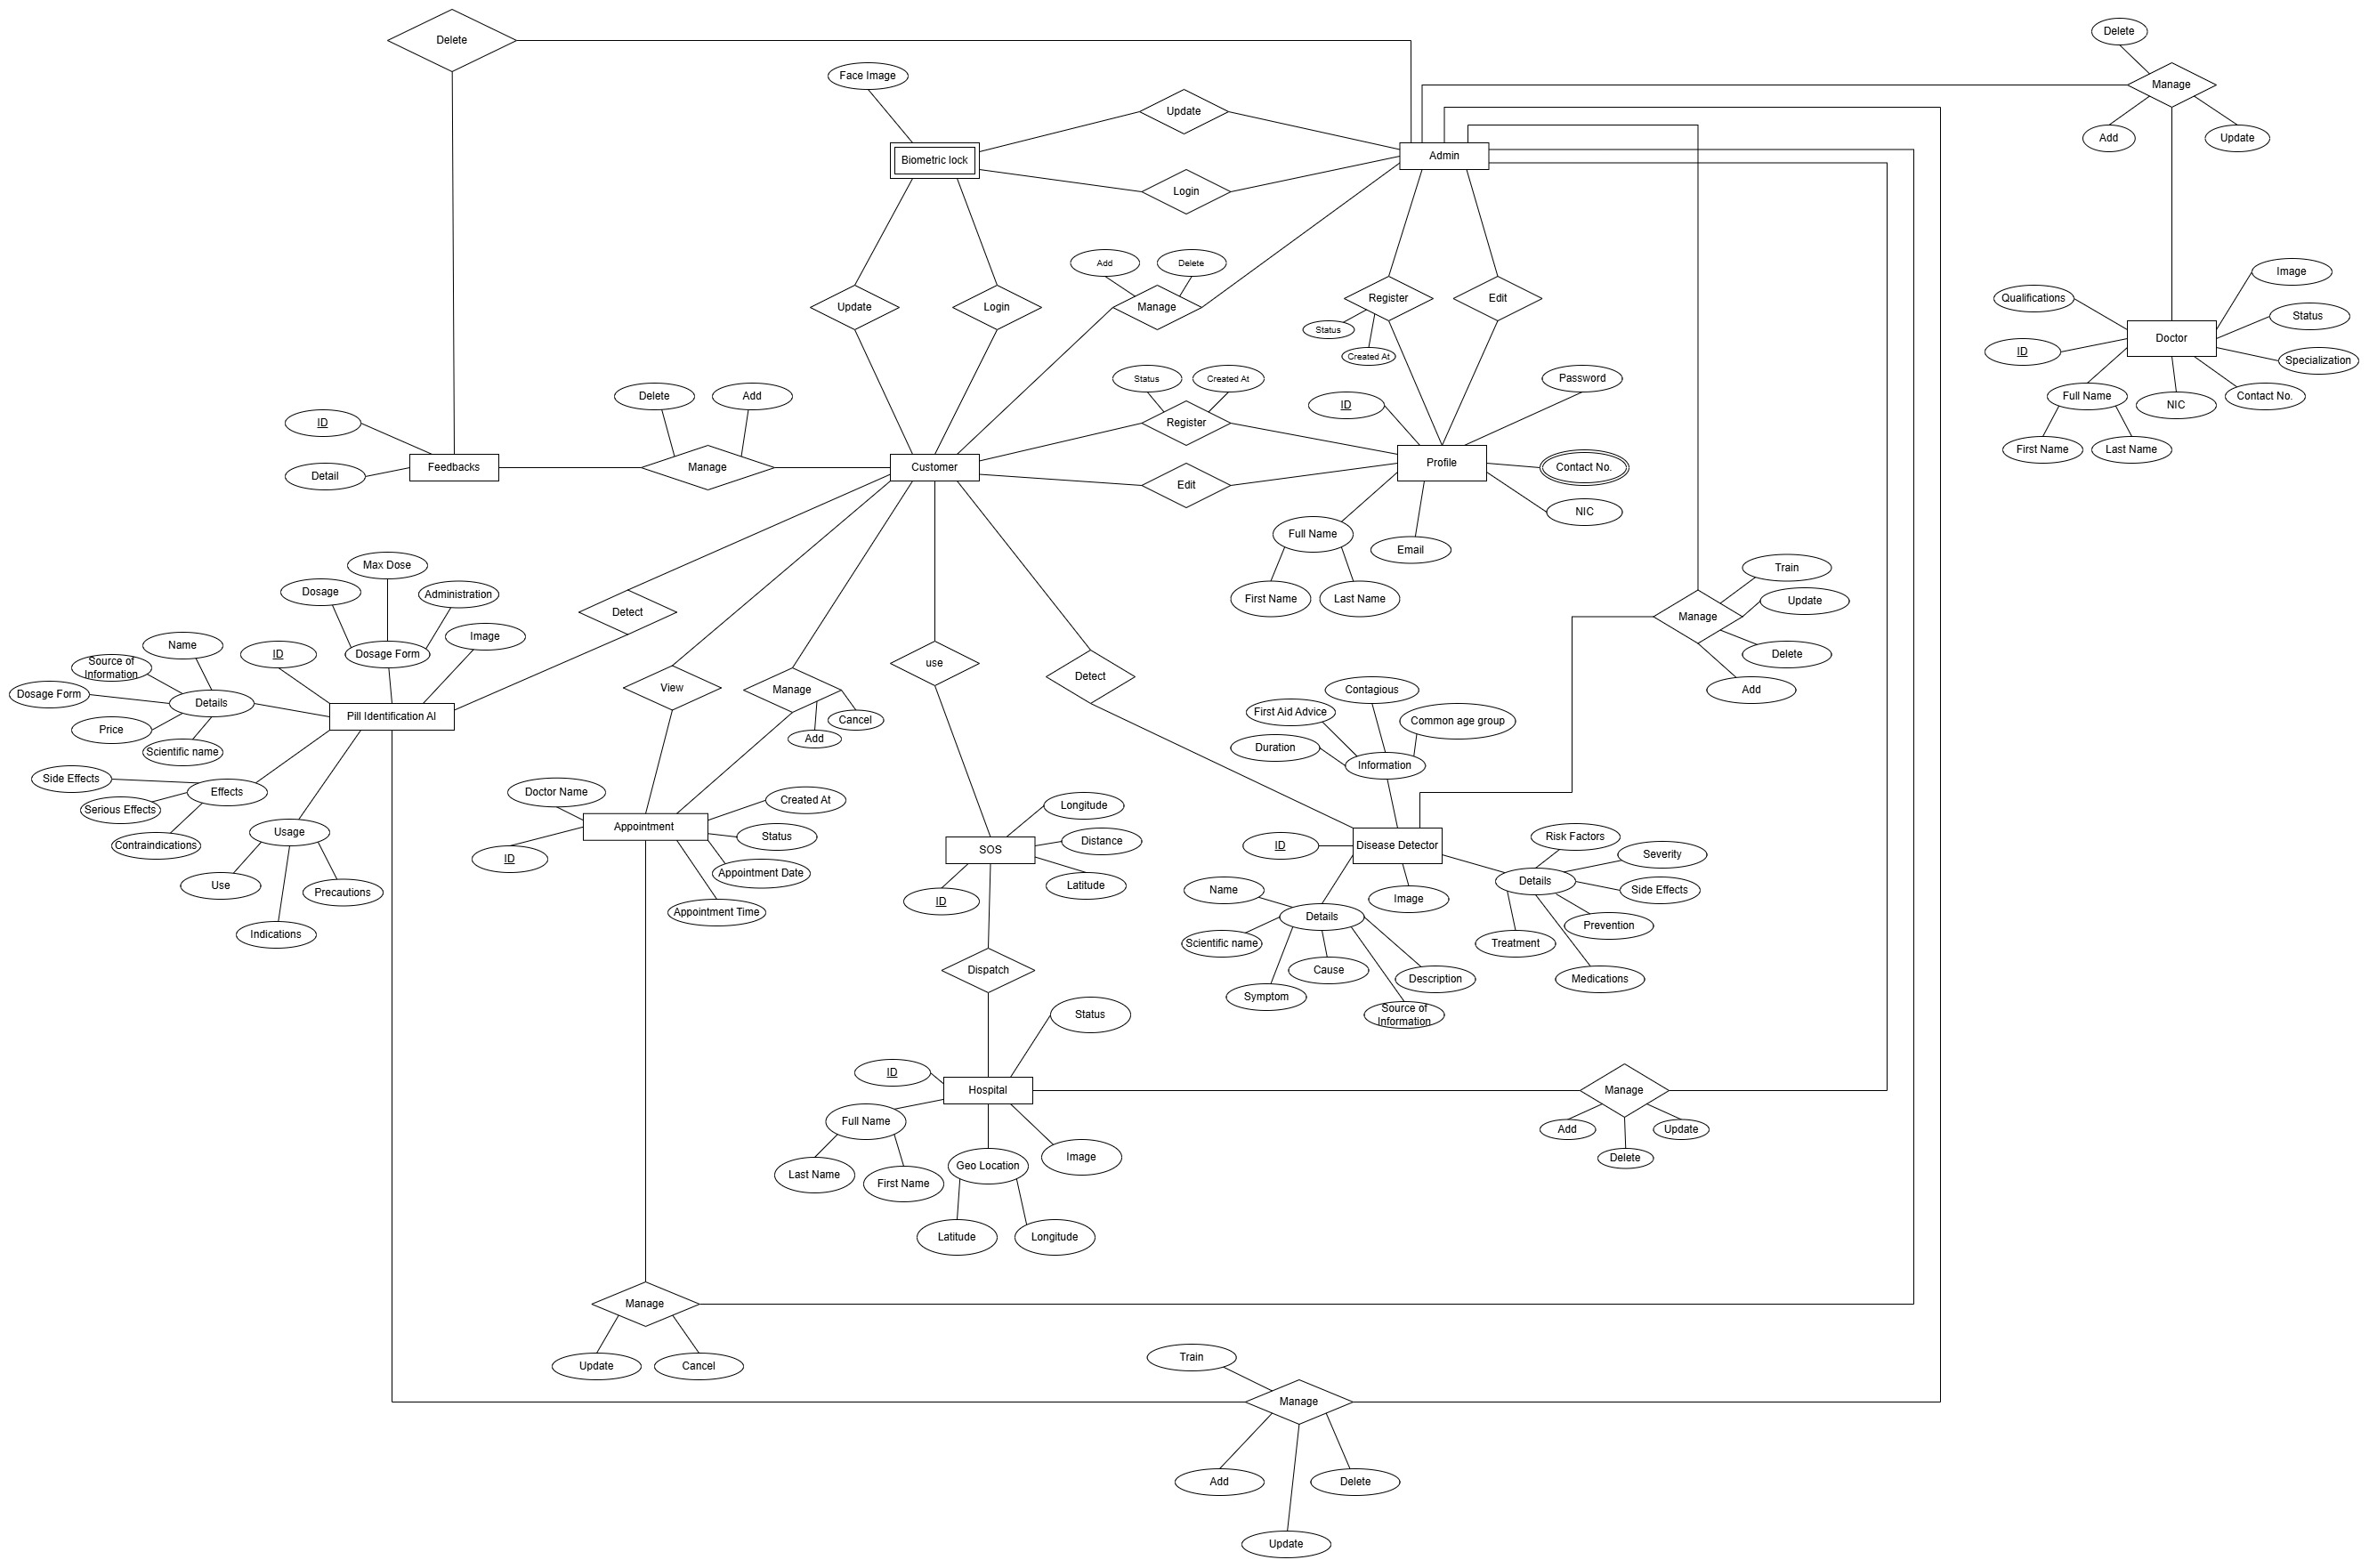 Delete
Delete
Face Image
Manage
Update
Add
Update
Biometric lock
Admin
Login
Add
Delete
Image
Qualifications
Register
Edit
Update
Login
Manage
Status
Status
Doctor
Created At
ID
Specialization
Status
Created At
Password
Delete
Add
Full Name
Contact No.
ID
NIC
ID
Register
First Name
Last Name
Feedbacks
Manage
Customer
Profile
Contact No.
Detail
Edit
NIC
Full Name
Email
Max Dose
Train
Dosage
Administration
First Name
Last Name
Update
Detect
Manage
Image
Name
ID
Dosage Form
Delete
Source of
Information
use
Detect
Dosage Form
View
Manage
Contagious
Add
Details
First Aid Advice
Pill Identification AI
Cancel
Common age group
Price
Add
Scientific name
Duration
Information
Side Effects
Effects
Doctor Name
Created At
Serious Effects
Longitude
Usage
Appointment
Status
Risk Factors
Contraindications
Distance
ID
Disease Detector
SOS
Severity
ID
Appointment Date
Use
Precautions
Latitude
Details
Side Effects
Name
Image
ID
Appointment Time
Details
Prevention
Indications
Scientific name
Treatment
Dispatch
Cause
Description
Medications
Symptom
Status
Source of
Information
ID
Hospital
Manage
Full Name
Add
Update
Image
Delete
Geo Location
Last Name
First Name
Latitude
Longitude
Manage
Train
Update
Cancel
Manage
Add
Delete
Update